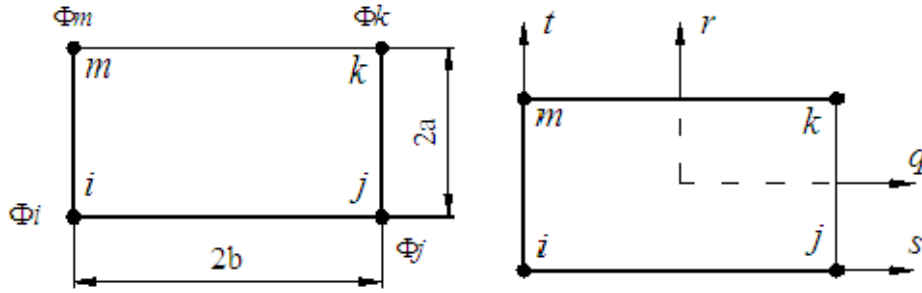 Φm Φk t r
m k 2a m k
q
i j i j
Φi Φj s
2b